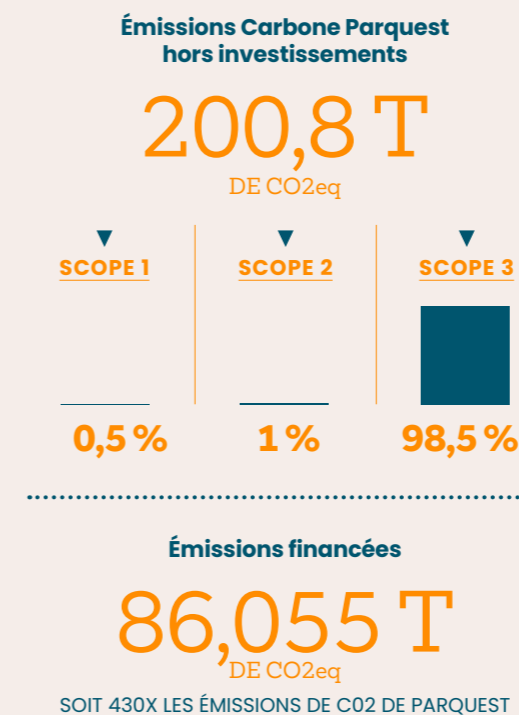 Émissions Carbone Parquest
hors investissements
200,8 T
DE CO2eq
SCOPE 1
SCOPE 2
SCOPE 3
0,5 %
1 %
98,5 %
Émissions financées
86,055 T
DE CO2eq
SOIT 430X LES ÉMISSIONS DE C02 DE PARQUEST